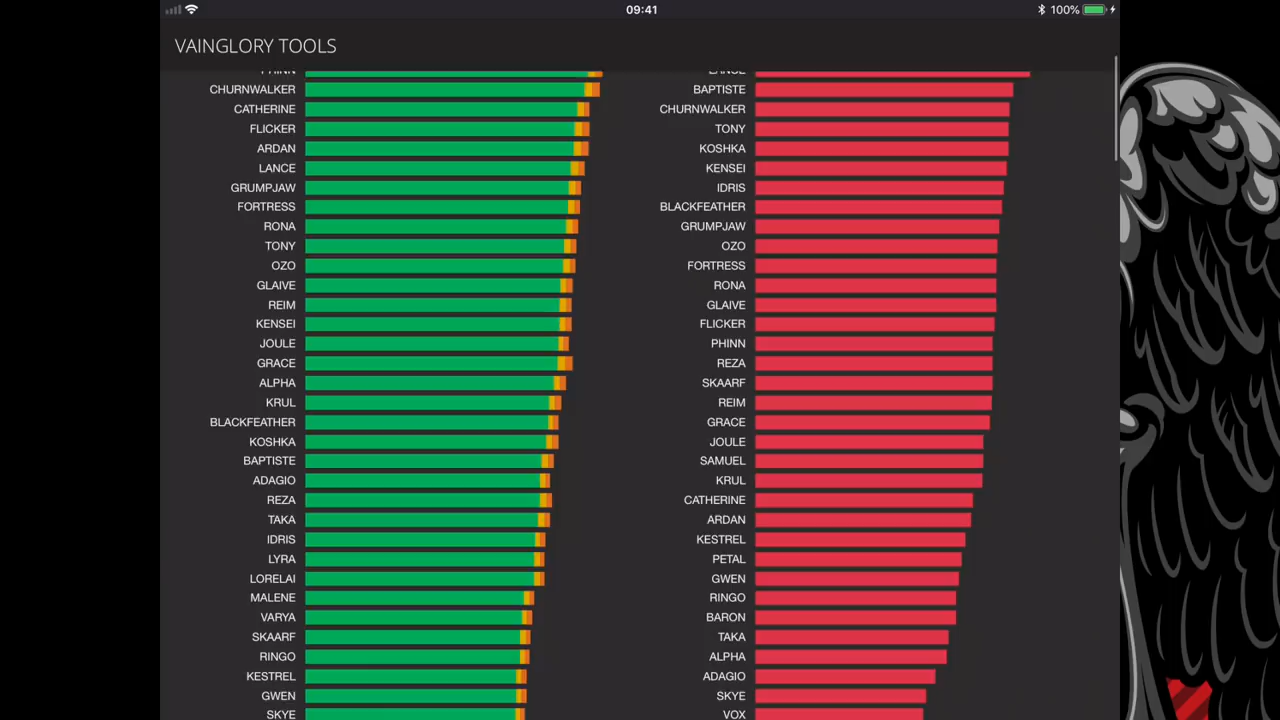 09:41
100%
VAINGLORY TOOLS
PHINN
CHURNWALKER
CATHERINE
FLICKER
ARDAN
LANCE
GRUMPJAW
FORTRESS
RONA
TONY
OZO
GLAIVE
REIM
KENSEI
JOULE
GRACE
ALPHA
KRUL
BLACKFEATHER
KOSHKA
BAPTISTE
ADAGIO
REZA
TAKA
IDRIS
LYRA
LORELAI
MALENE
VARYA
SKAARF
RINGO
KESTREL
GWEN
SKYE
LANCE
BAPTISTE
CHURNWALKER
TONY
KOSHKA
KENSEI
IDRIS
BLACKFEATHER
GRUMPJAW
OZO
FORTRESS
RONA
GLAIVE
FLICKER
PHINN
REZA
SKAARF
REIM
GRACE
JOULE
SAMUEL
KRUL
CATHERINE
ARDAN
KESTREL
PETAL
GWEN
RINGO
BARON
TAKA
ALPHA
ADAGIO
SKYE
VOX